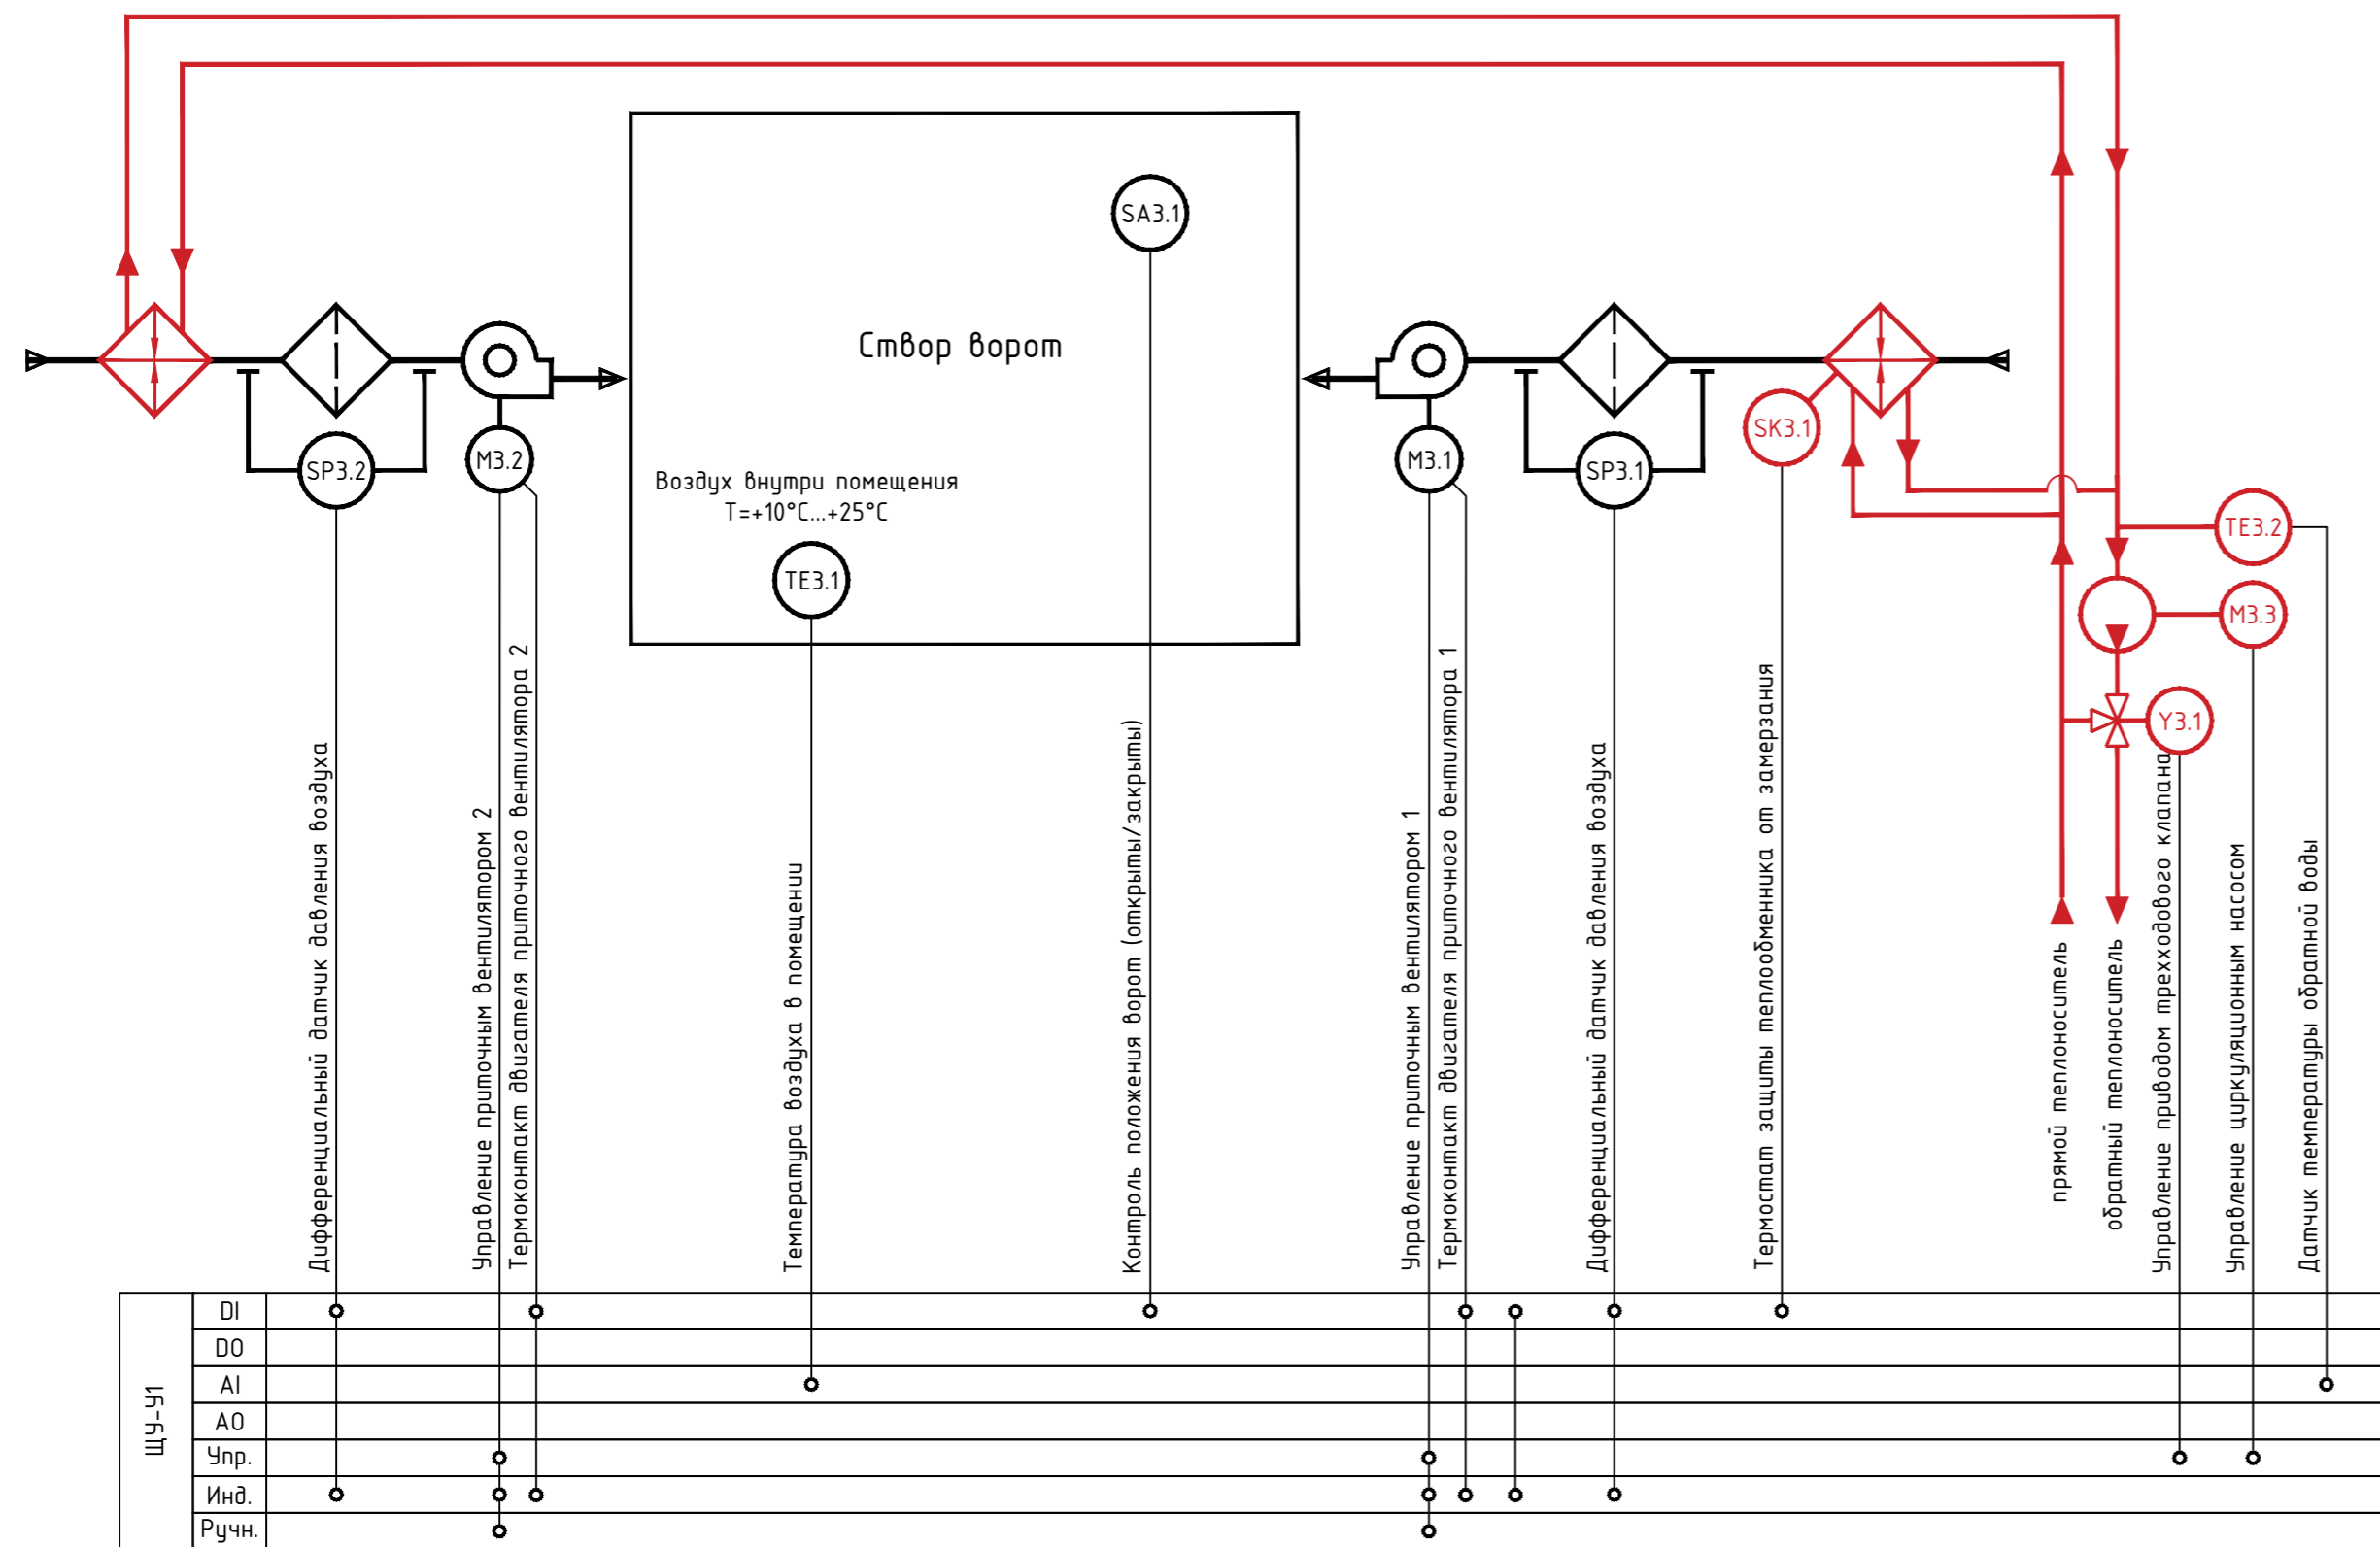 SA3.1
Створ ворот
SP3.2
M3.2
M3.1
SP3.1
SK3.1
Воздух внутри помещения
T=+10°C...+25°C
TE3.1
TE3.2
M3.3
Y3.1
Дифференциальный датчик давления воздуха
Управление приточным вентилятором 2
Термоконтакт двигателя приточного вентилятора 2
Температура воздуха в помещении
Контроль положения ворот (открыты/закрыты)
Управление приточным вентилятором 1
Термоконтакт двигателя приточного вентилятора 1
Дифференциальный датчик давления воздуха
Термостат защиты теплообменника от замерзания
прямой теплоноситель
обратный теплоноситель
Управление приводом трехходового клапана
Управление циркуляционным насосом
Датчик температуры обратной воды
ЩУ-У1
DI
DO
AI
AO
Упр.
Инд.
Ручн.